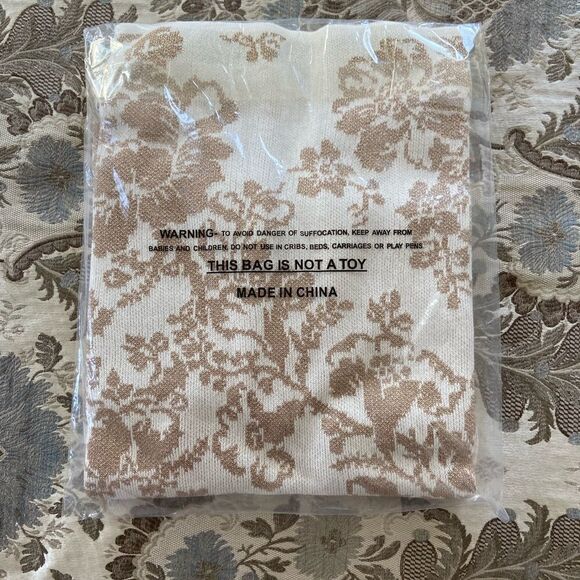 WARNING- TO AVOID DANGER OF SUFFOCATION, KEEP AWAY FROM
BABIES AND CHILDREN, DO NOT USE IN CRIBS, BEDS, CARRIAGES OR PLAY PENS.
THIS BAG IS NOT A TOY
MADE IN CHINA